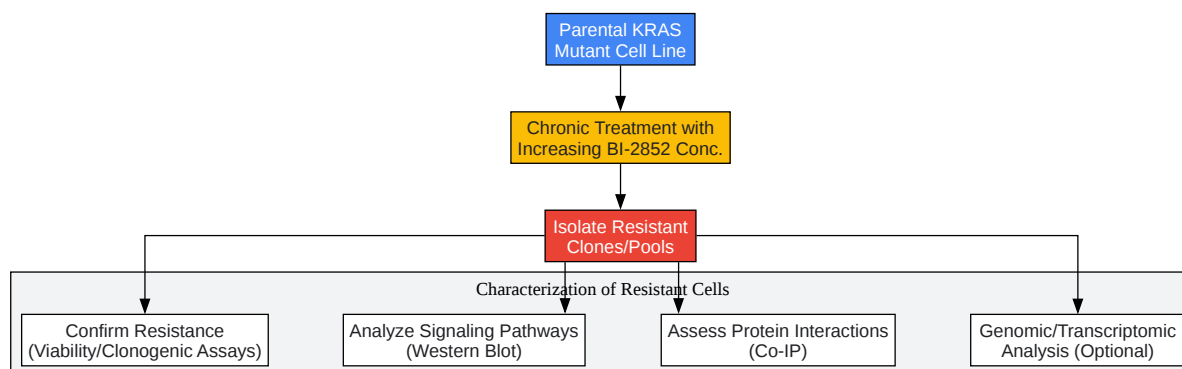 Parental KRAS
Mutant Cell Line
Chronic Treatment with
Increasing BI-2852 Conc.
Isolate Resistant
Clones/Pools
Characterization of Resistant Cells
Confirm Resistance
(Viability/Clonogenic Assays)
Analyze Signaling Pathways
(Western Blot)
Assess Protein Interactions
(Co-IP)
Genomic/Transcriptomic
Analysis (Optional)